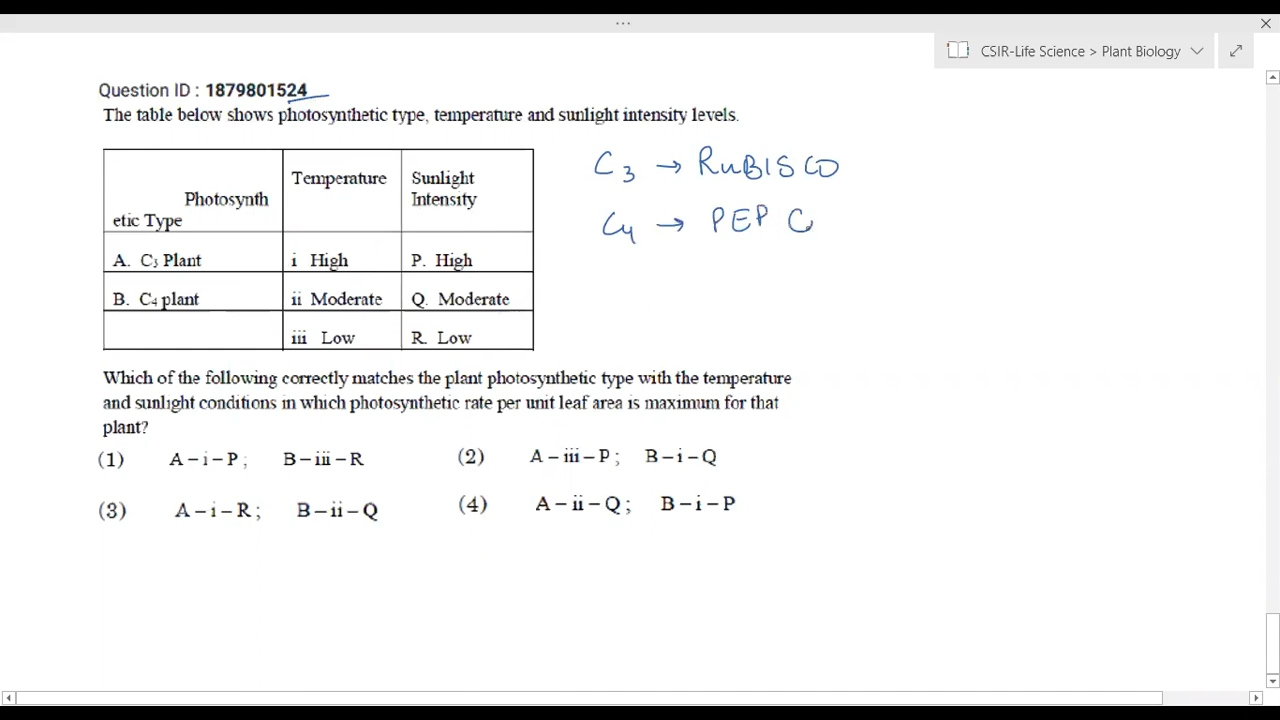 CSIR-Life Science > Plant Biology
Question ID : 1879801524
The table below shows photosynthetic type, temperature and sunlight intensity levels.
Photosynth
etic Type
Temperature
Sunlight
Intensity
A. C₃ Plant
i High
P. High
B. C₄ plant
ii Moderate
Q. Moderate
iii Low
R. Low
C₃ → RuBISCO
C₄ → PEP C
Which of the following correctly matches the plant photosynthetic type with the temperature
and sunlight conditions in which photosynthetic rate per unit leaf area is maximum for that
plant?
(1) A – i – P ; B – iii – R
(2) A – iii – P ; B – i – Q
(3) A – i – R ; B – ii – Q
(4) A – ii – Q ; B – i – P